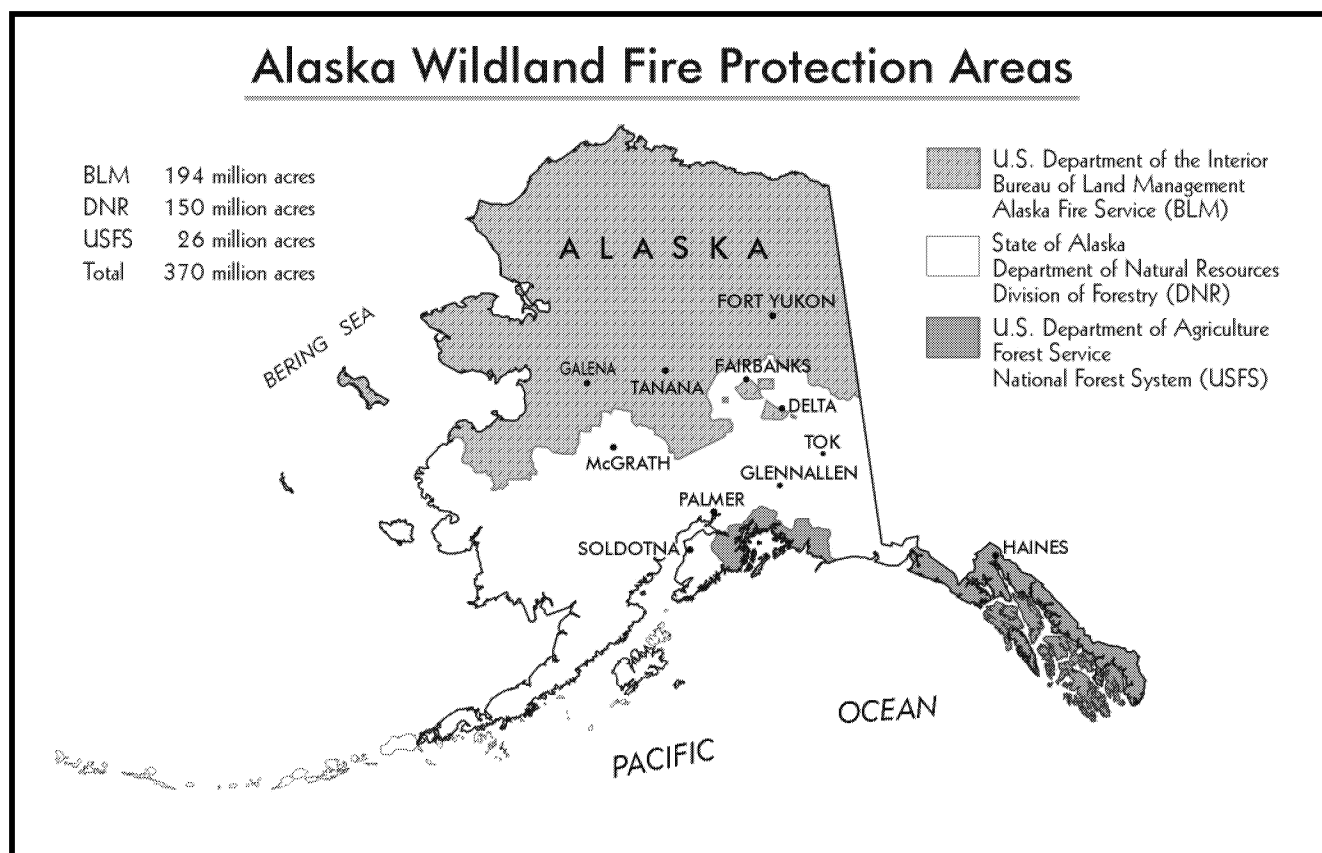 Alaska Wildland Fire Protection Areas
BLM 194 million acres
DNR 150 million acres
USFS 26 million acres
Total 370 million acres
U.S. Department of the Interior
Bureau of Land Management
Alaska Fire Service (BLM)
State of Alaska
Department of Natural Resources
Division of Forestry (DNR)
U.S. Department of Agriculture
Forest Service
National Forest System (USFS)
ALASKA
FORT YUKON
BERING SEA
GALENA
TANANA
FAIRBANKS
DELTA
McGRATH
TOK
GLENNALLEN
PALMER
SOLDOTNA
HAINES
PACIFIC
OCEAN